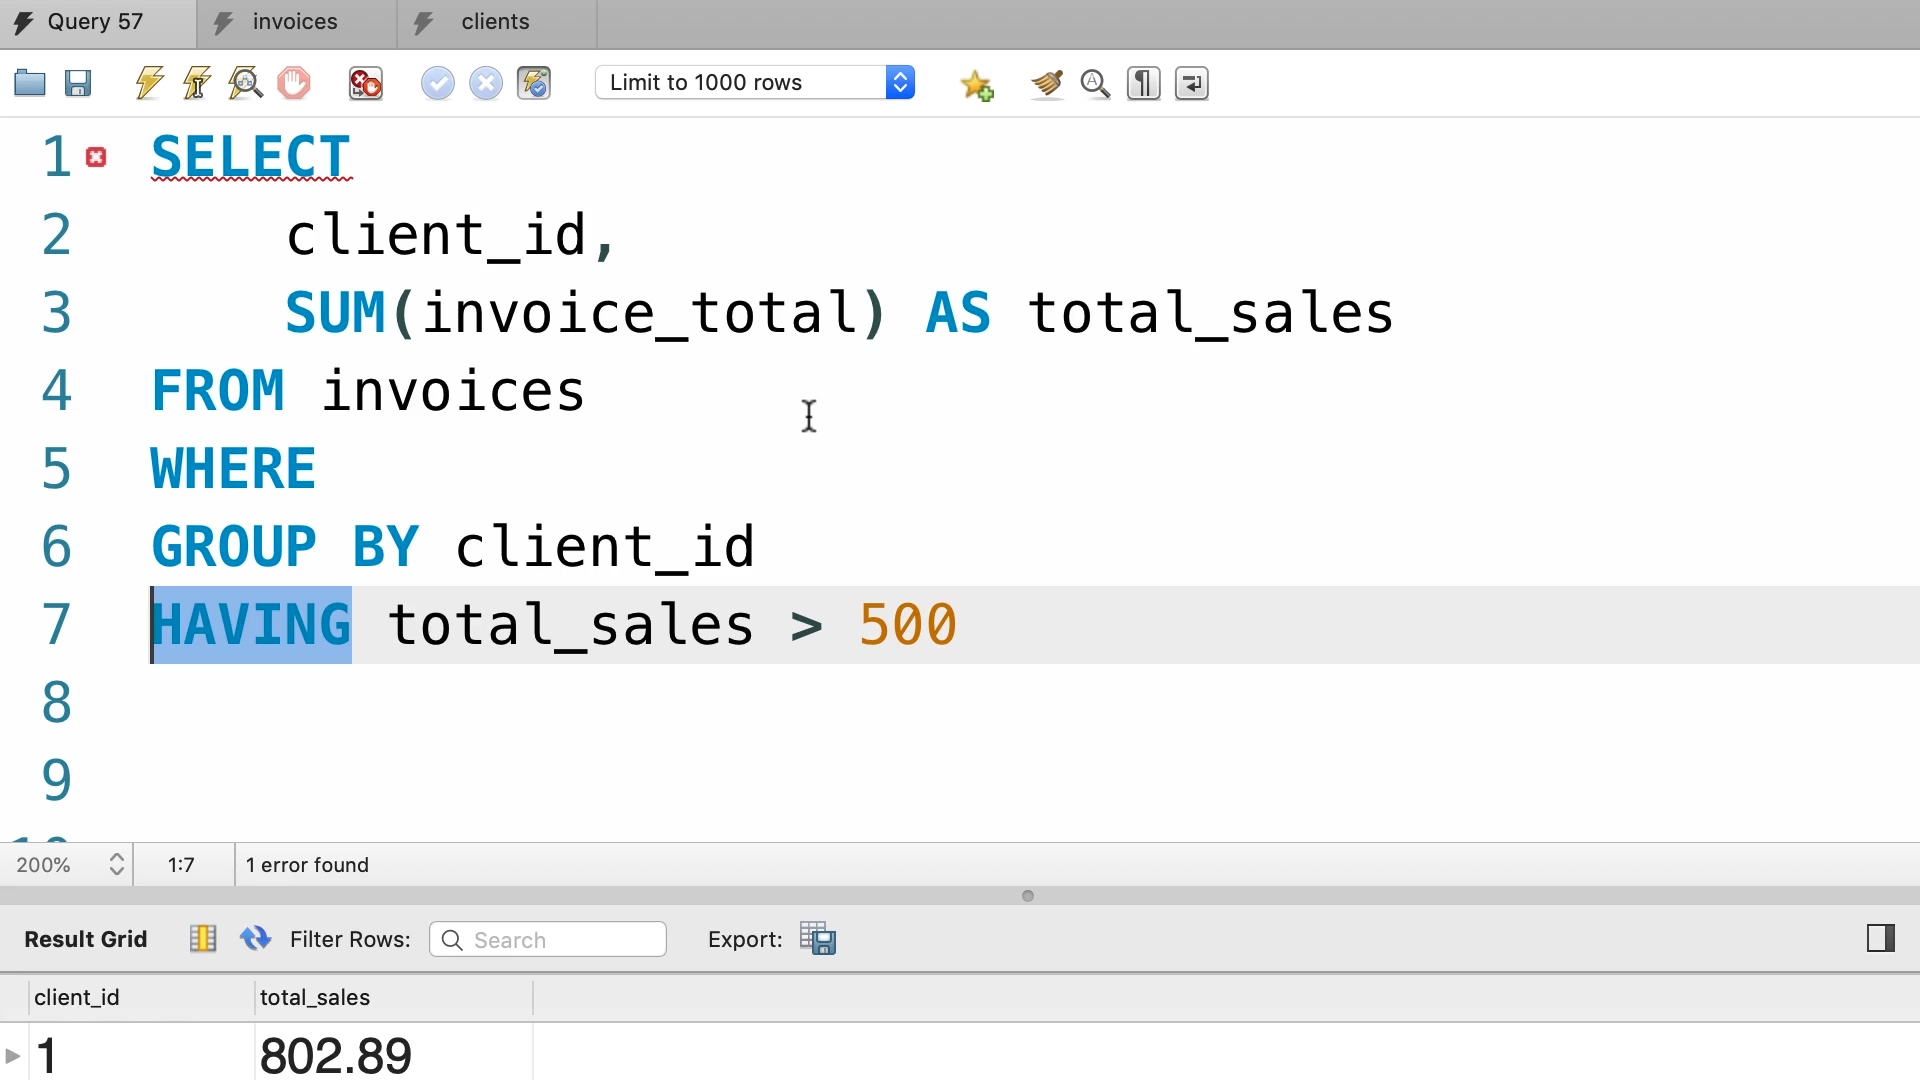 Query 57 invoices clients
Limit to 1000 rows
1 SELECT
2 client_id,
3 SUM(invoice_total) AS total_sales
4 FROM invoices
5 WHERE
6 GROUP BY client_id
7 HAVING total_sales > 500
8
9
200% 1:7 1 error found
Result Grid Filter Rows: Search Export:
client_id total_sales
1 802.89